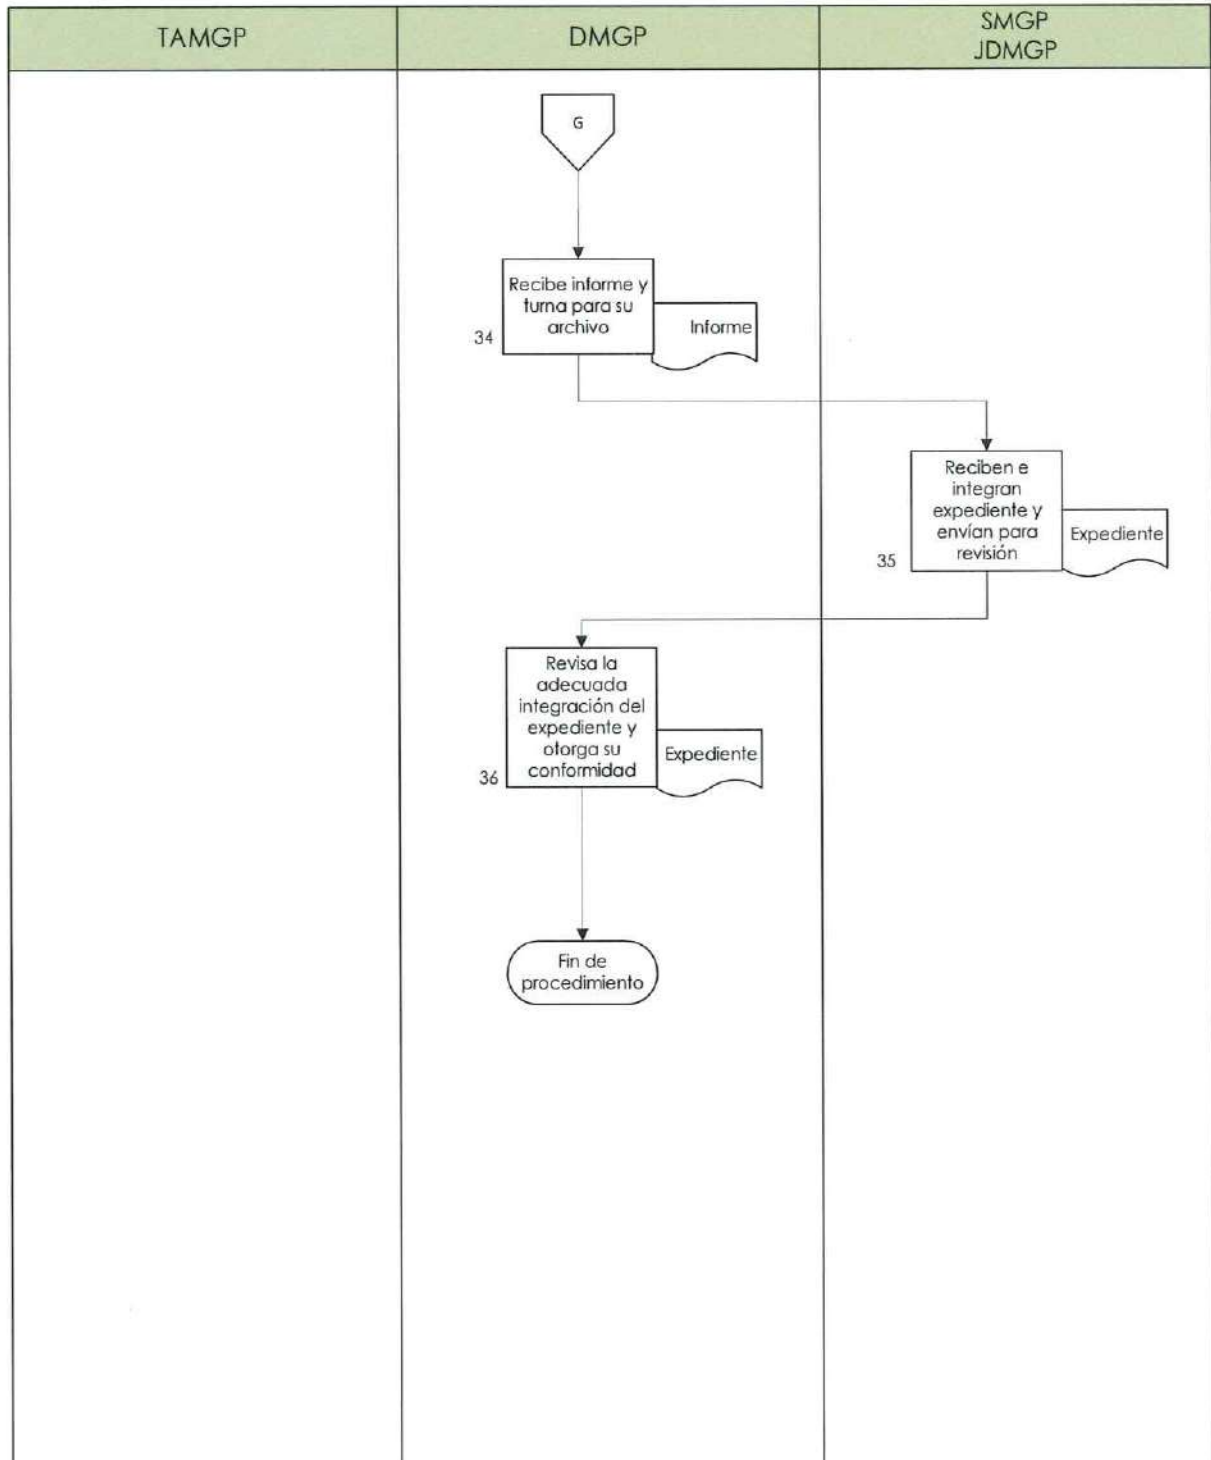 TAMGP
DMGP
SMGP
JDMGP
G
Recibe informe y
turna para su
archivo
34
Informe
Reciben e
integran
expediente y
envían para
revisión
35
Expediente
Revisa la
adecuada
integración del
expediente y
otorga su
conformidad
36
Expediente
Fin de
procedimiento